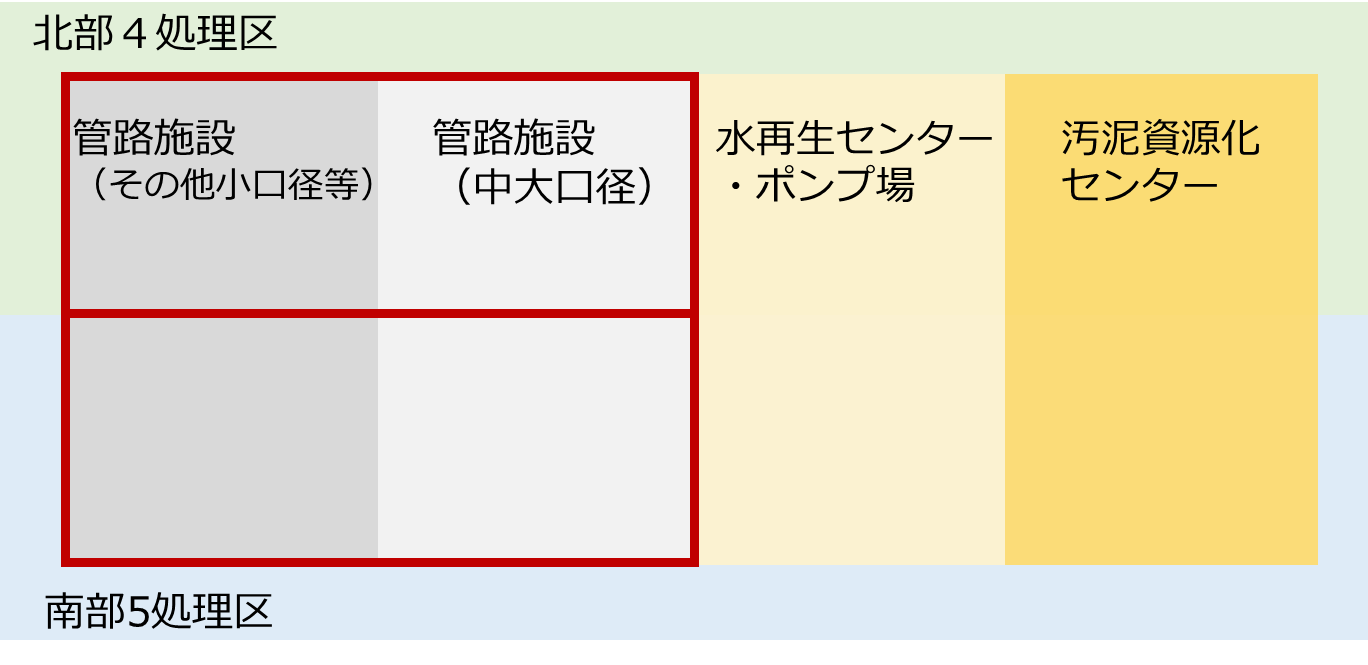 北部４処理区
管路施設
（その他小口径等）
管路施設
（中大口径）
水再生センター
・ポンプ場
汚泥資源化
センター
南部5処理区